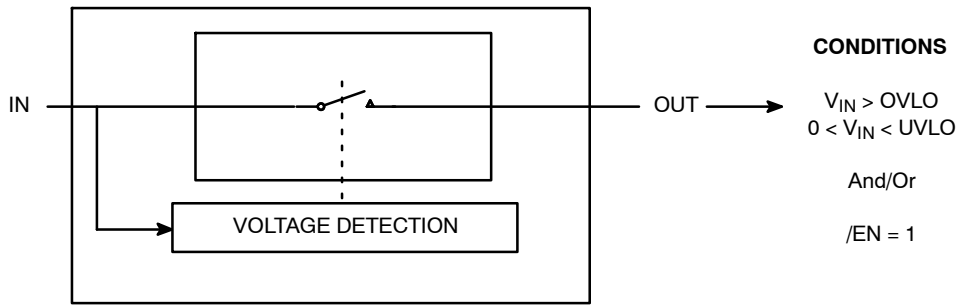 CONDITIONS
IN
OUT
V_IN > OVLO
0 < V_IN < UVLO
And/Or
VOLTAGE DETECTION
/EN = 1